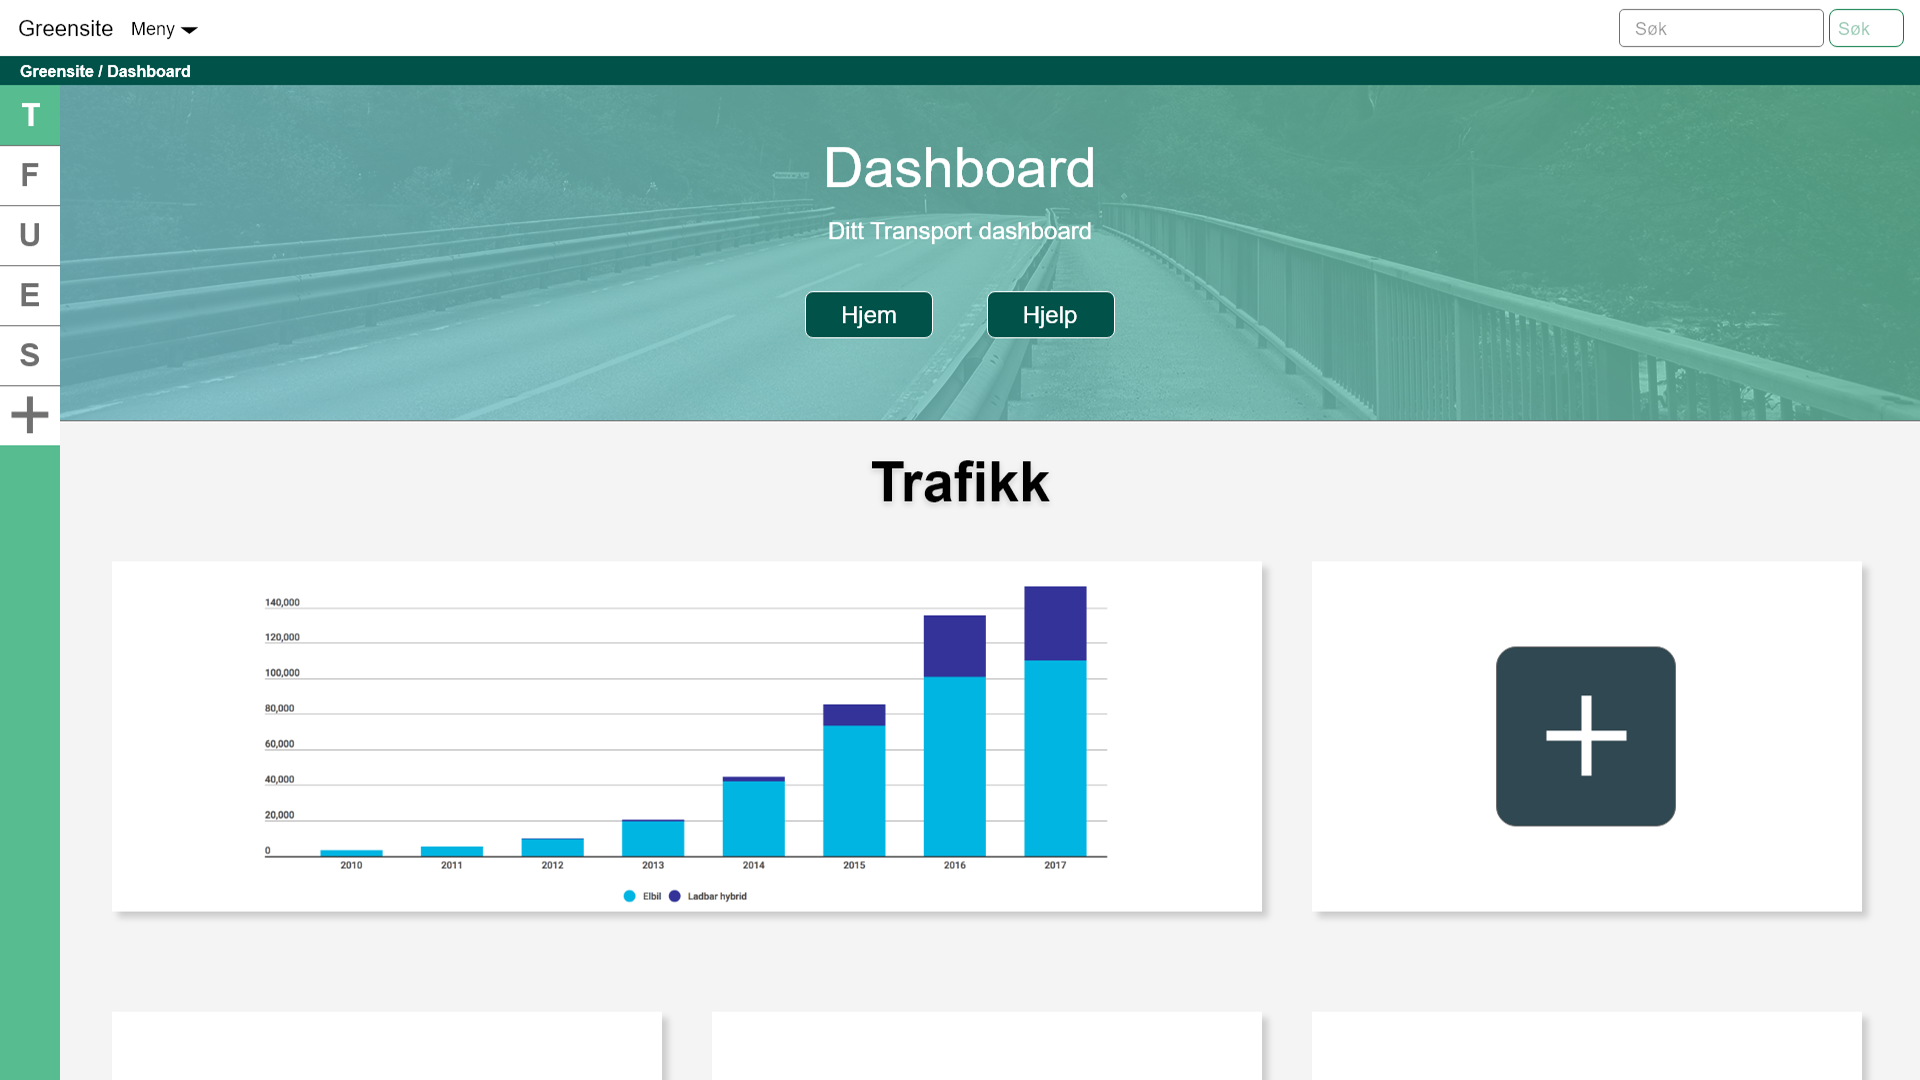 Greensite Meny Søk Søk
Greensite / Dashboard
T
F
U
E
S
Dashboard
Ditt Transport dashboard
Hjem Hjelp
Trafikk
140,000
120,000
100,000
80,000
60,000
40,000
20,000
0
2010 2011 2012 2013 2014 2015 2016 2017
Elbil Ladbar hybrid